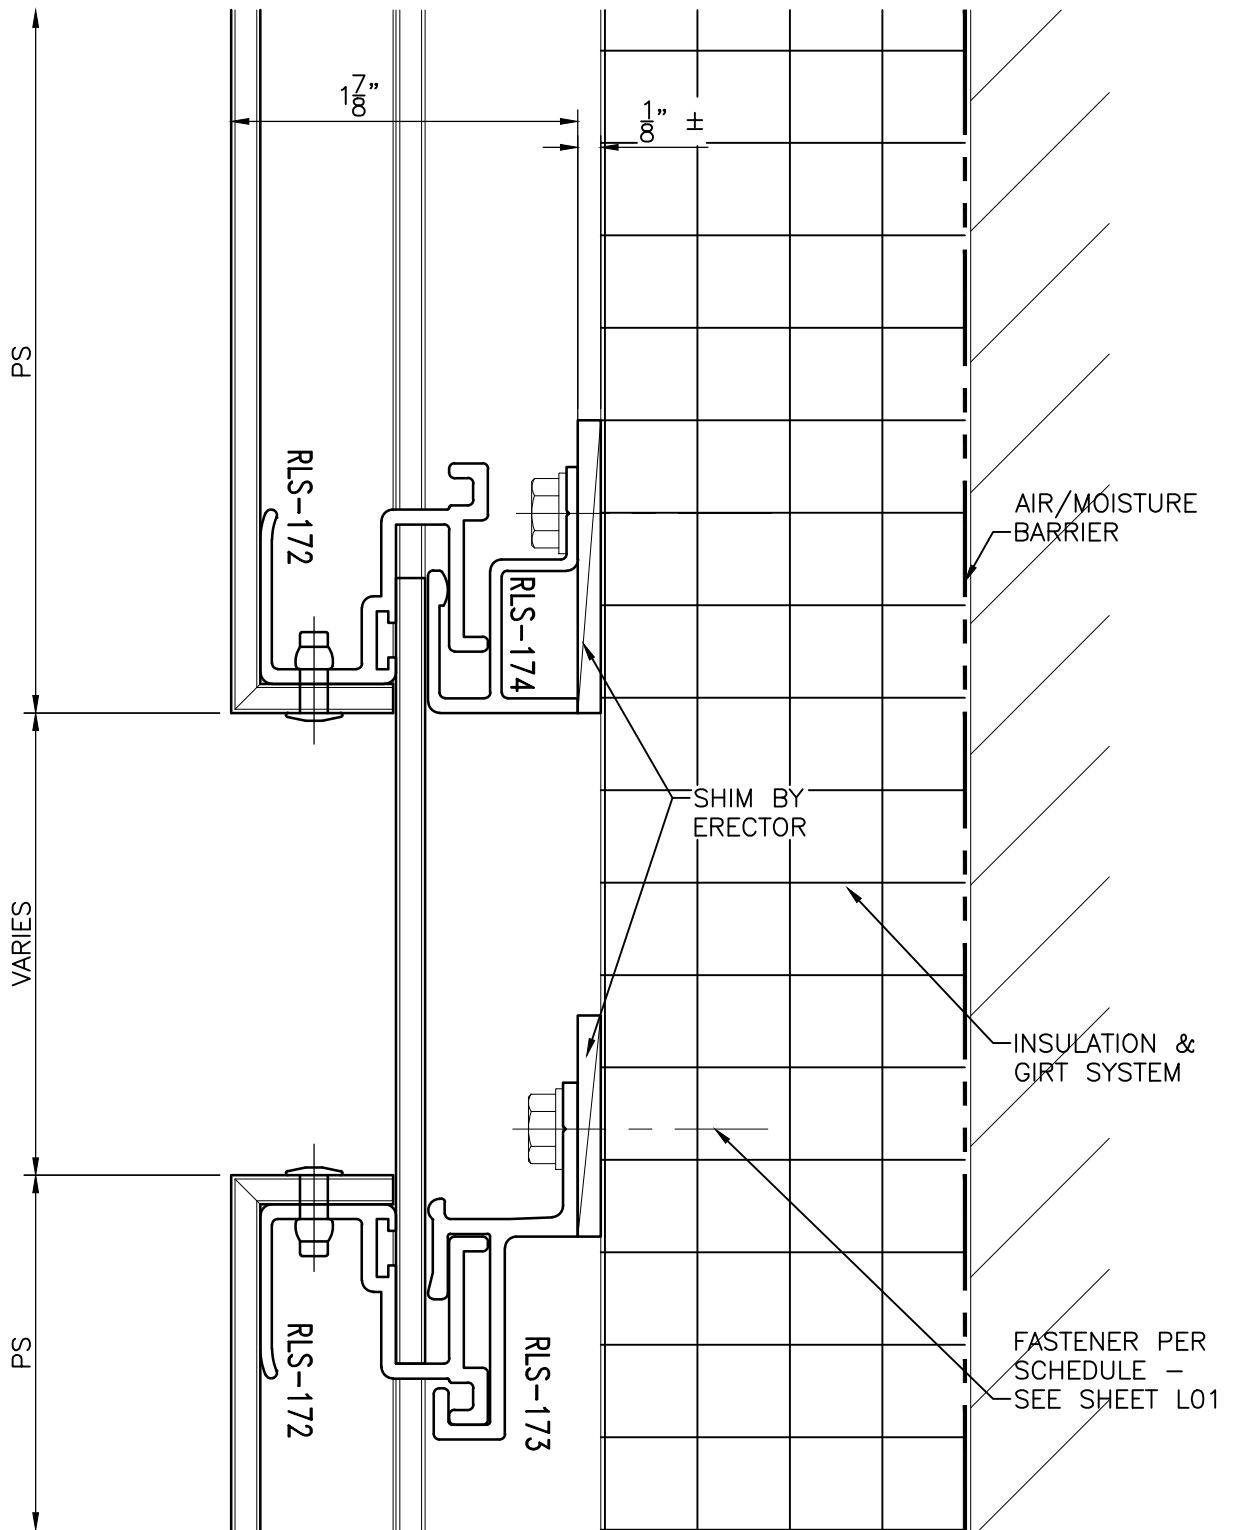 1 7/8"
1/8" ±
PS
RLS-172
RLS-174
AIR/MOISTURE
BARRIER
SHIM BY
ERECTOR
VARIES
INSULATION &
GIRT SYSTEM
PS
RLS-172
RLS-173
FASTENER PER
SCHEDULE –
SEE SHEET L01